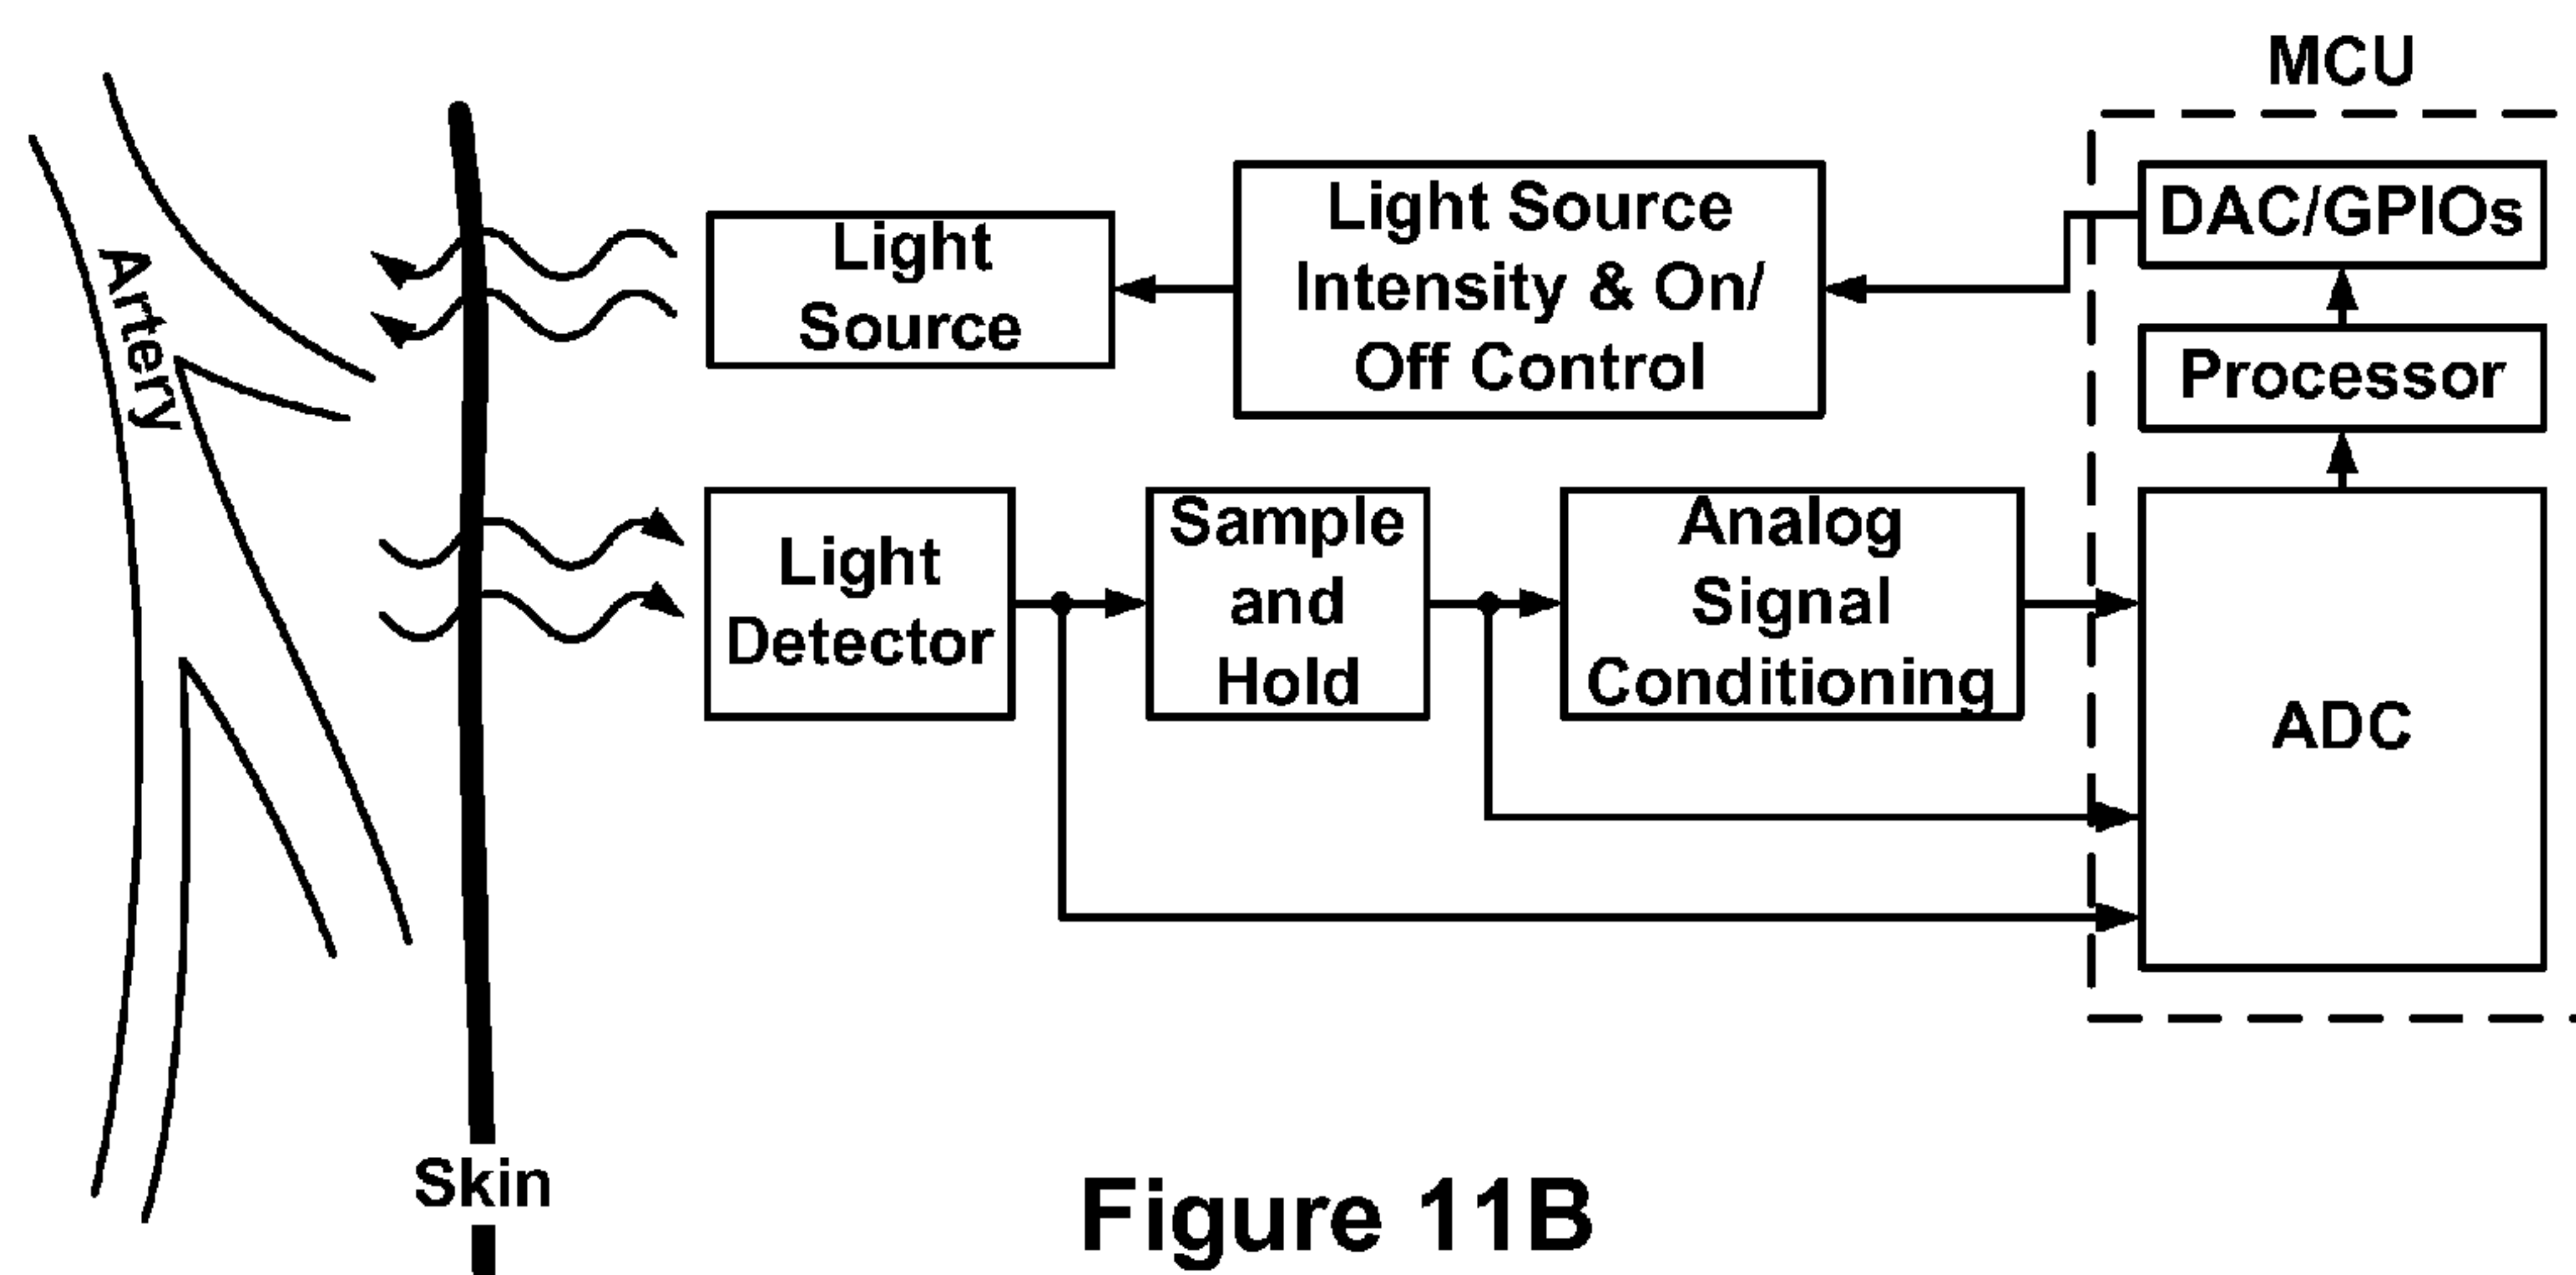 MCU
Artery
Light
Source
Light Source
Intensity & On/
Off Control
DAC/GPIOs
Processor
Light
Detector
Sample
and
Hold
Analog
Signal
Conditioning
ADC
Skin
Figure 11B